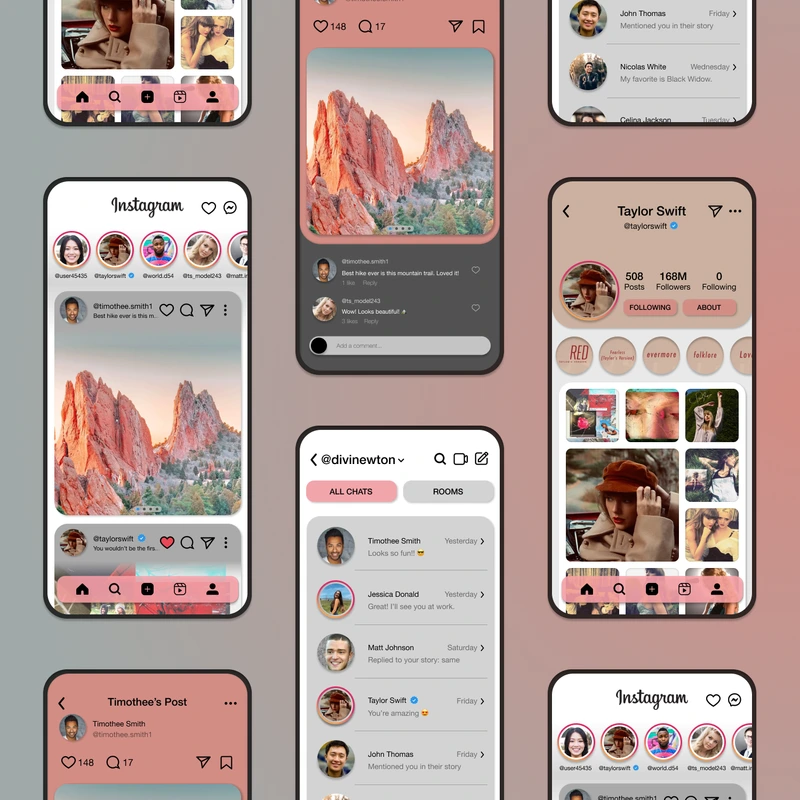 Instagram
@user45435 @taylorswift @world.d54 @ts_model243 @matt.in
@timothee.smith1
Best hike ever is this m...
@taylorswift
You wouldn't be the firs...
Timothee's Post
Timothee Smith
@timothee.smith1
148 17
148 17
@timothee.smith1
Best hike ever is this mountain trail. Loved it!
1 like Reply
@ts_model243
Wow! Looks beautiful!
3 likes Reply
Add a comment...
@divinewton
ALL CHATS ROOMS
Timothee Smith Yesterday
Looks so fun!! 😎
Jessica Donald Yesterday
Great! I'll see you at work.
Matt Johnson Saturday
Replied to your story: same
Taylor Swift Friday
You're amazing 😍
John Thomas Friday
Mentioned you in their story
John Thomas Friday
Mentioned you in their story
Nicolas White Wednesday
My favorite is Black Widow.
Celina Jackson Tuesday
Taylor Swift
@taylorswift
508 168M 0
Posts Followers Following
FOLLOWING ABOUT
RED
Fearless
(Taylor's Version)
evermore
folklore
Lov
Instagram
@user45435 @taylorswift @world.d54 @ts_model243 @matt.in
@timothee.smith1